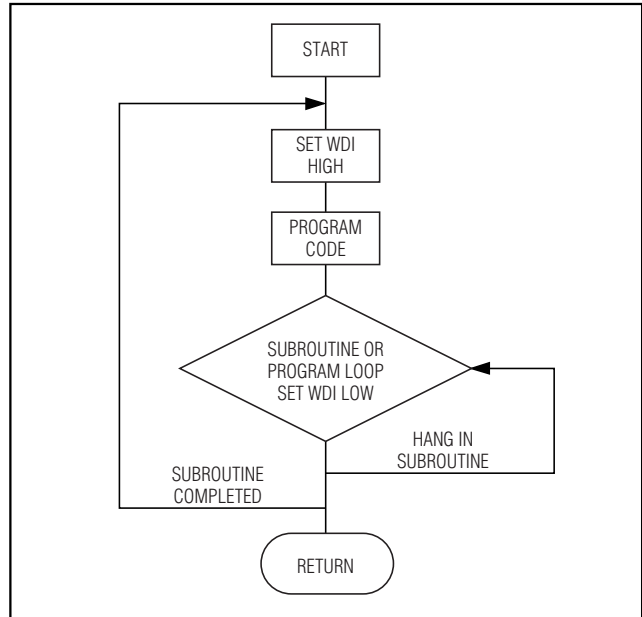 START
SET WDI
HIGH
PROGRAM
CODE
SUBROUTINE OR
PROGRAM LOOP
SET WDI LOW
HANG IN
SUBROUTINE
SUBROUTINE
COMPLETED
RETURN